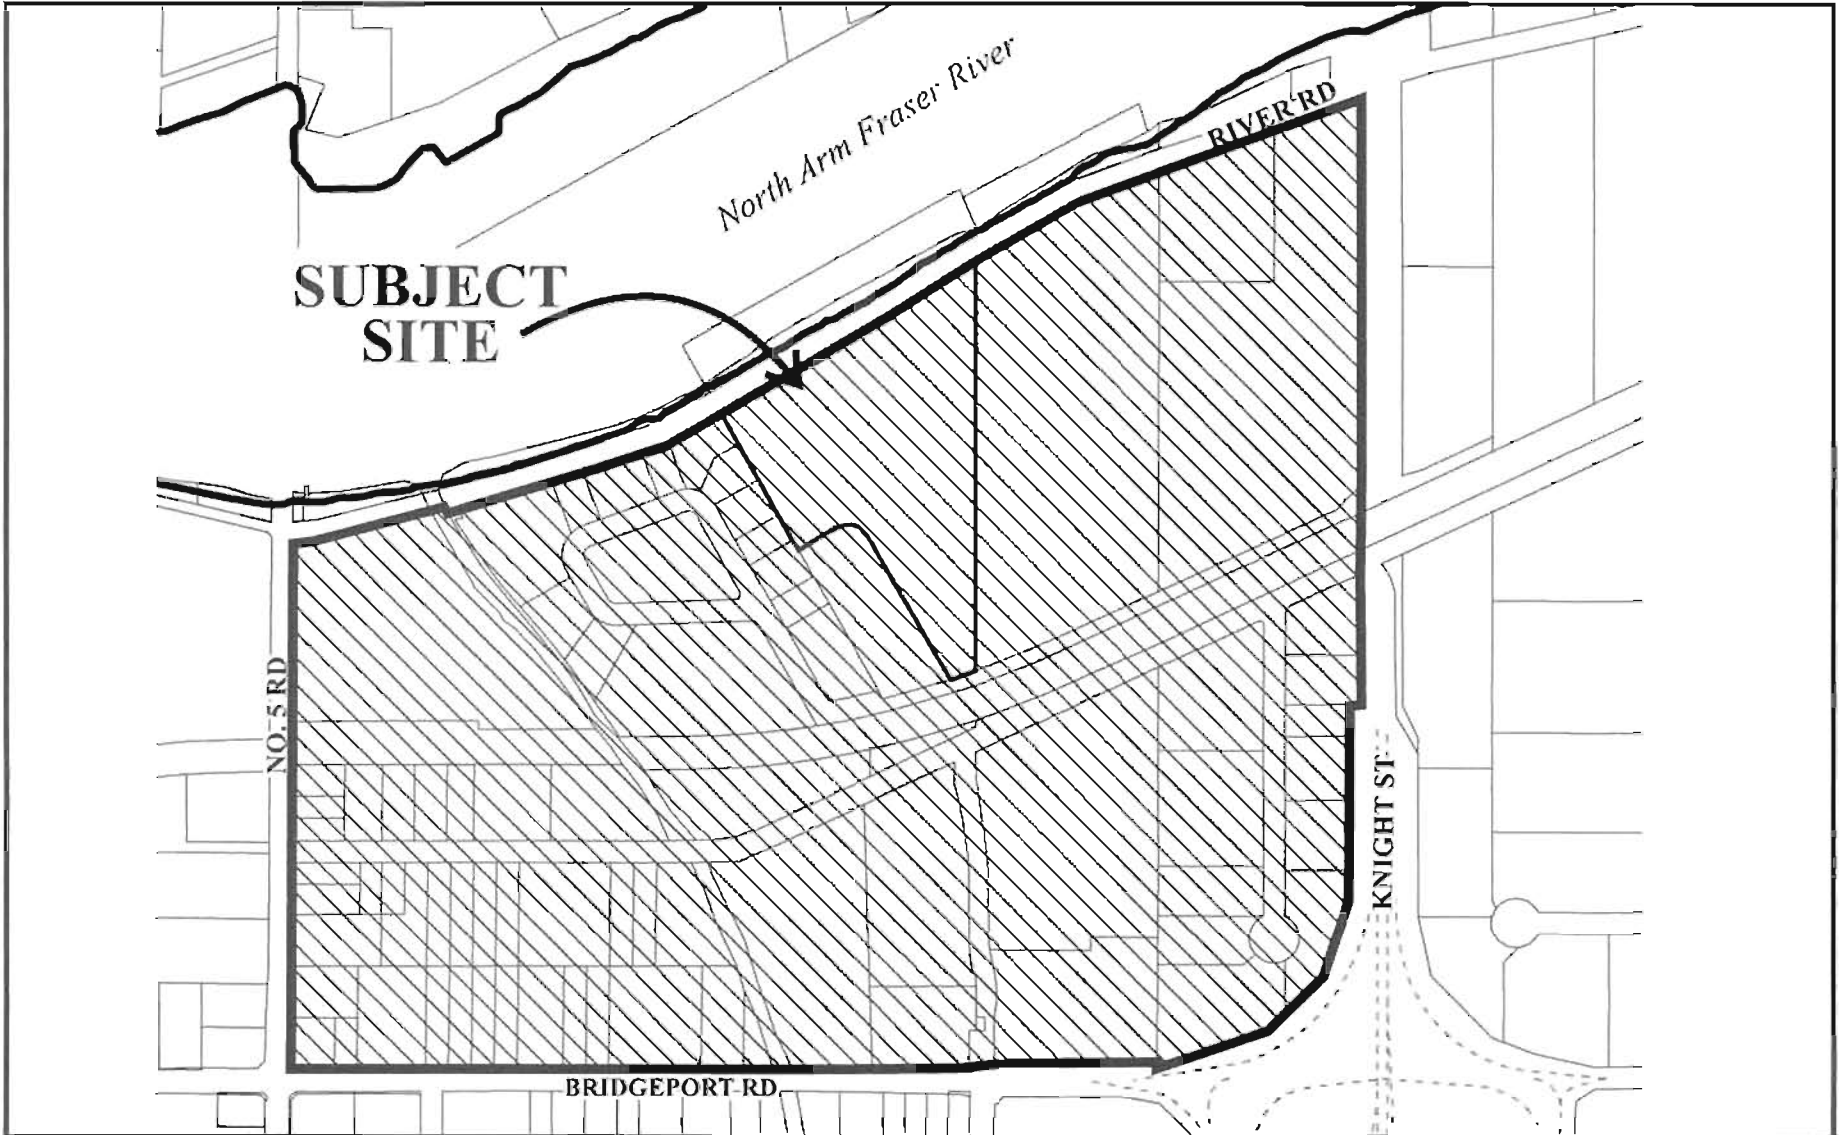 RIVER RD
North Arm Fraser River
SUBJECT
SITE
NO. 5 RD
KNIGHT ST
BRIDGEPORT RD